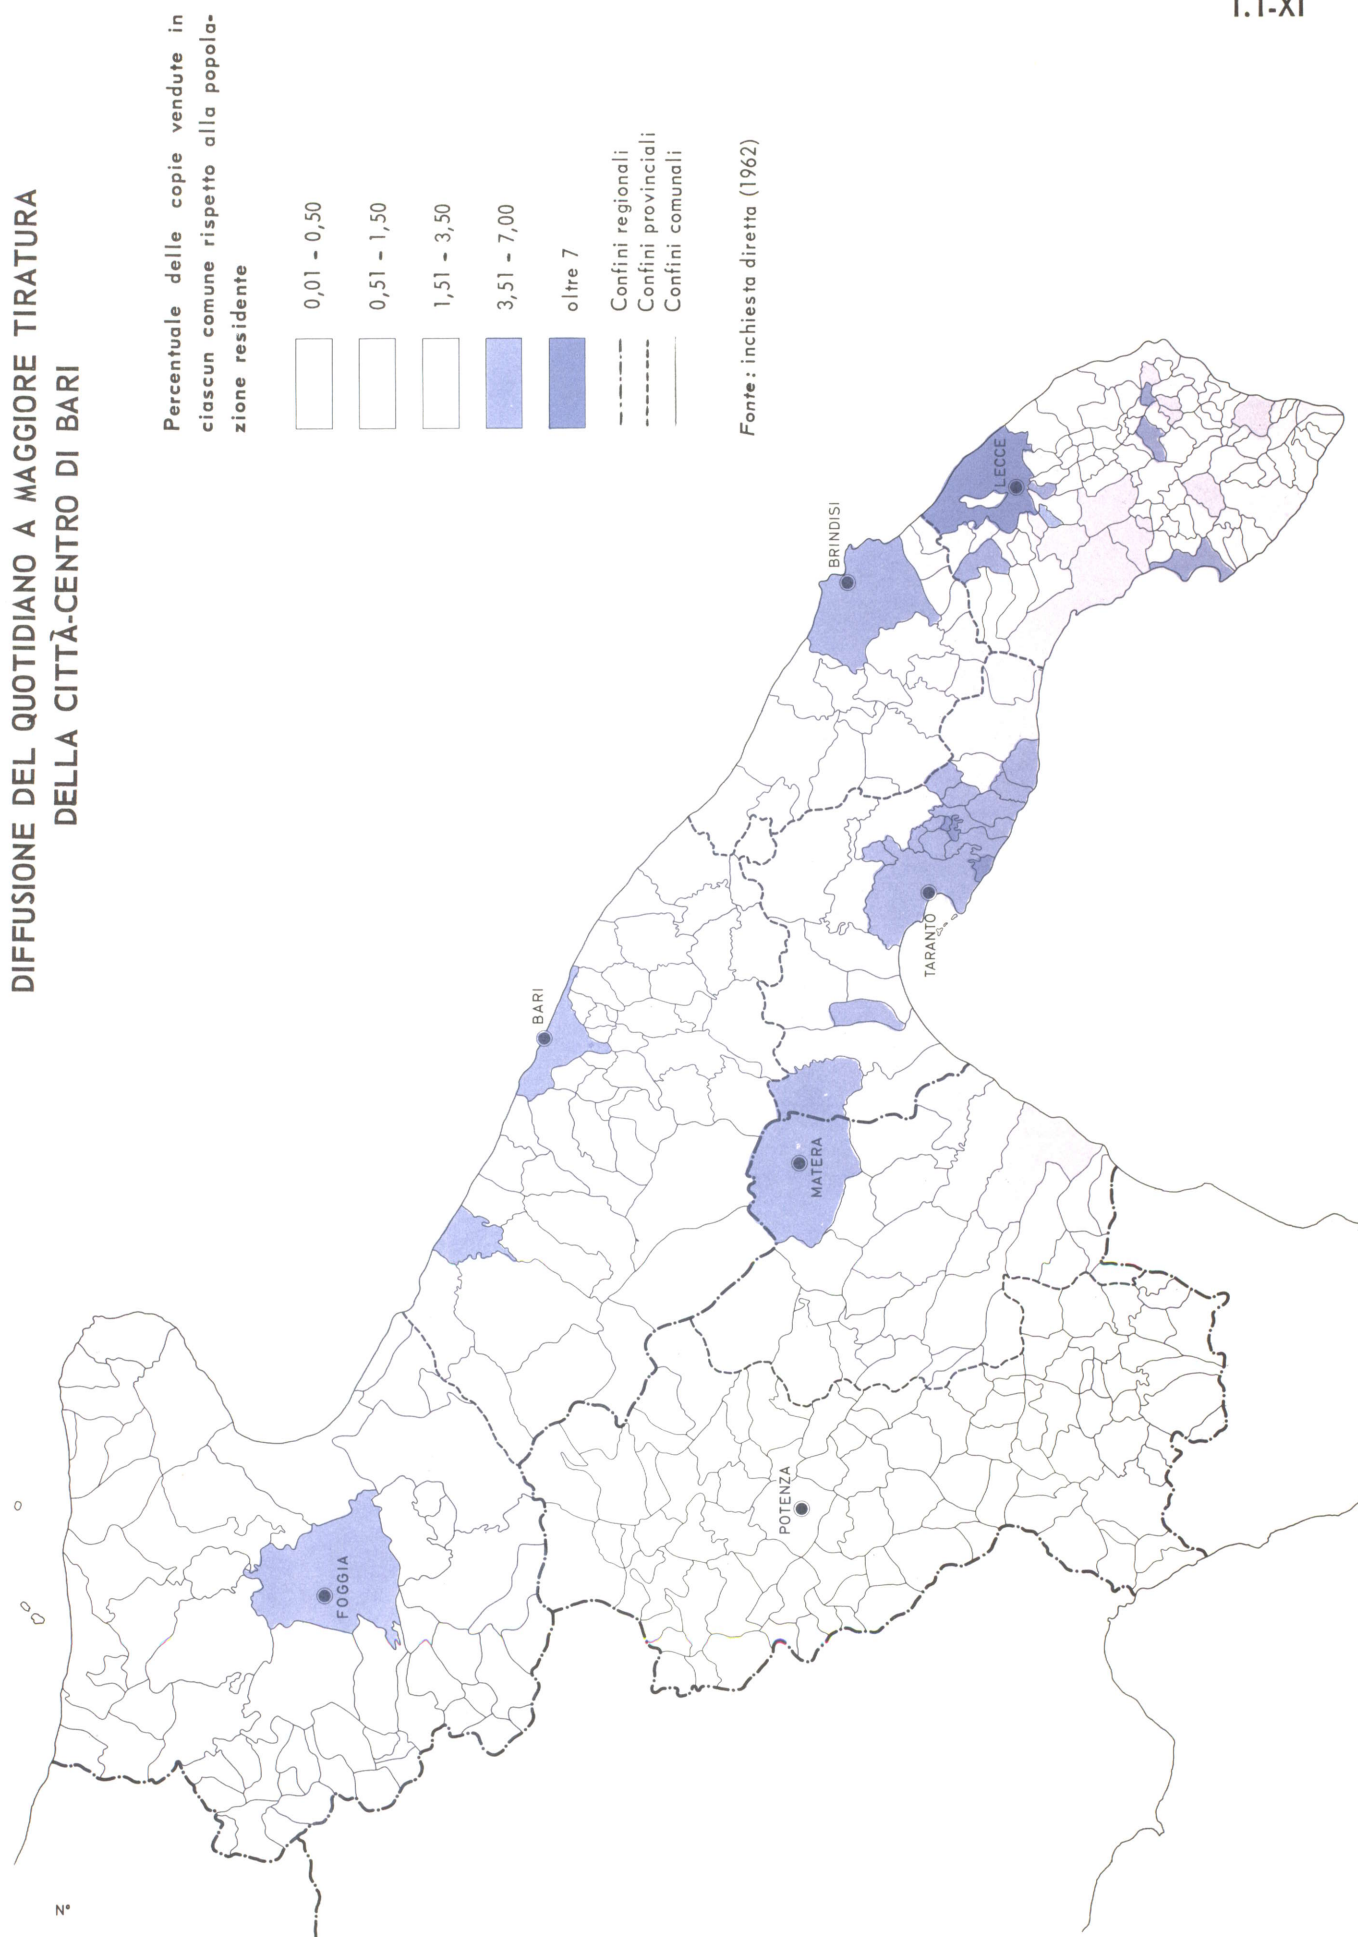 T.1-XI
DIFFUSIONE DEL QUOTIDIANO A MAGGIORE TIRATURA
DELLA CITTÀ-CENTRO DI BARI
Percentuale delle copie vendute in
ciascun comune rispetto alla popola-
zione residente
0,01 - 0,50
0,51 - 1,50
1,51 - 3,50
3,51 - 7,00
oltre 7
Confini regionali
Confini provinciali
Confini comunali
Fonte: inchiesta diretta (1962)
N°
FOGGIA
BARI
BRINDISI
LECCE
TARANTO
MATERA
POTENZA